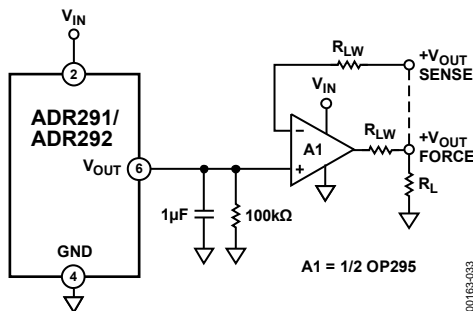 VIN
2
ADR291/
ADR292
VOUT
6
GND
4
1µF
100kΩ
RLW
+VOUT
SENSE
VIN
−
A1
+
RLW
+VOUT
FORCE
RL
A1 = 1/2 OP295
00163-033